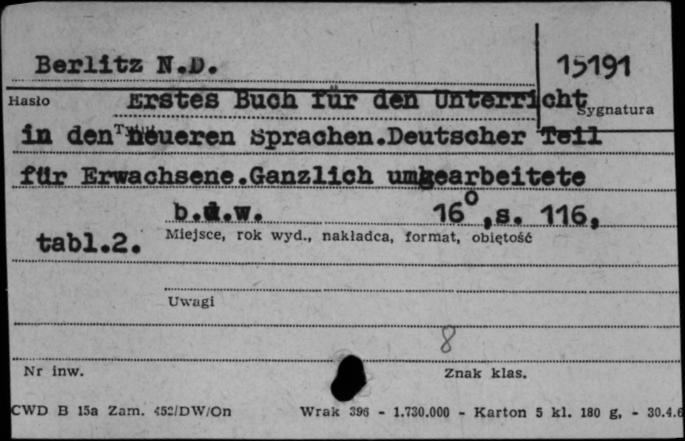 Berlitz N.D.
15191
Hasło
Erstes Buch für den Unterricht
Sygnatura
in den neueren Sprachen.Deutscher Teil
für Erwachsene.Ganzlich umgearbeitete
b.d.w. 16°,s. 116,
tabl.2.
Miejsce, rok wyd., nakładca, format, objętość
Uwagi
8
Nr inw.
Znak klas.
CWD B 15a Zam. 452/DW/On Wrak 396 - 1.730.000 - Karton 5 kl. 180 g, - 30.4.6